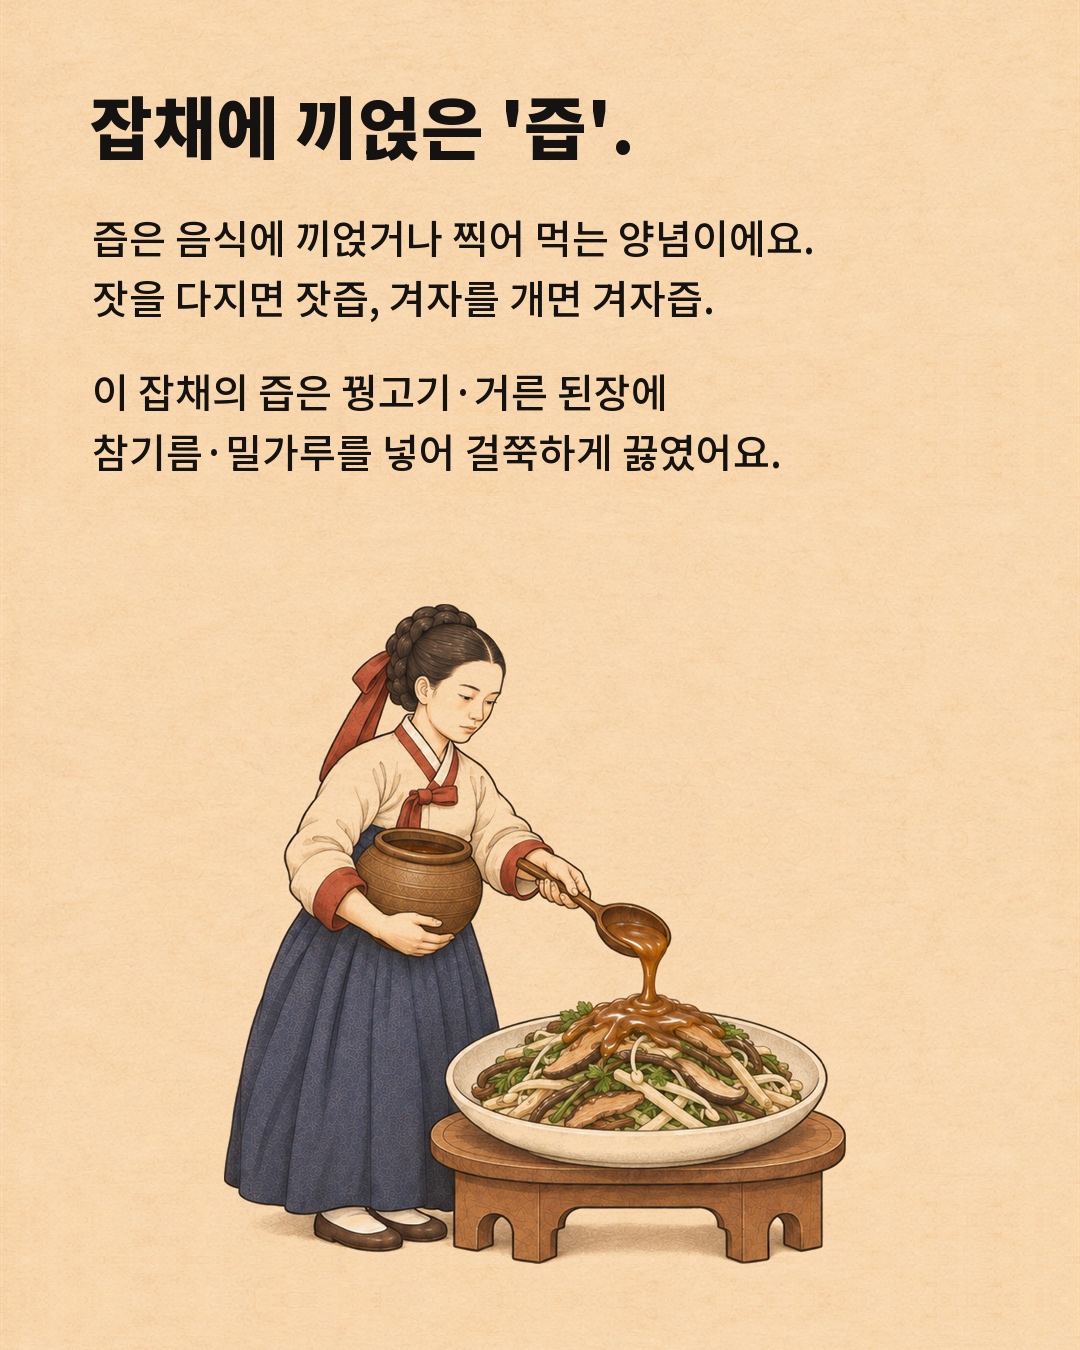 잡채에 끼얹은 '즙'.
즙은 음식에 끼얹거나 찍어 먹는 양념이에요.
잣을 다지면 잣즙, 겨자를 개면 겨자즙.
이 잡채의 즙은 꿩고기·거른 된장에
참기름·밀가루를 넣어 걸쭉하게 끓였어요.